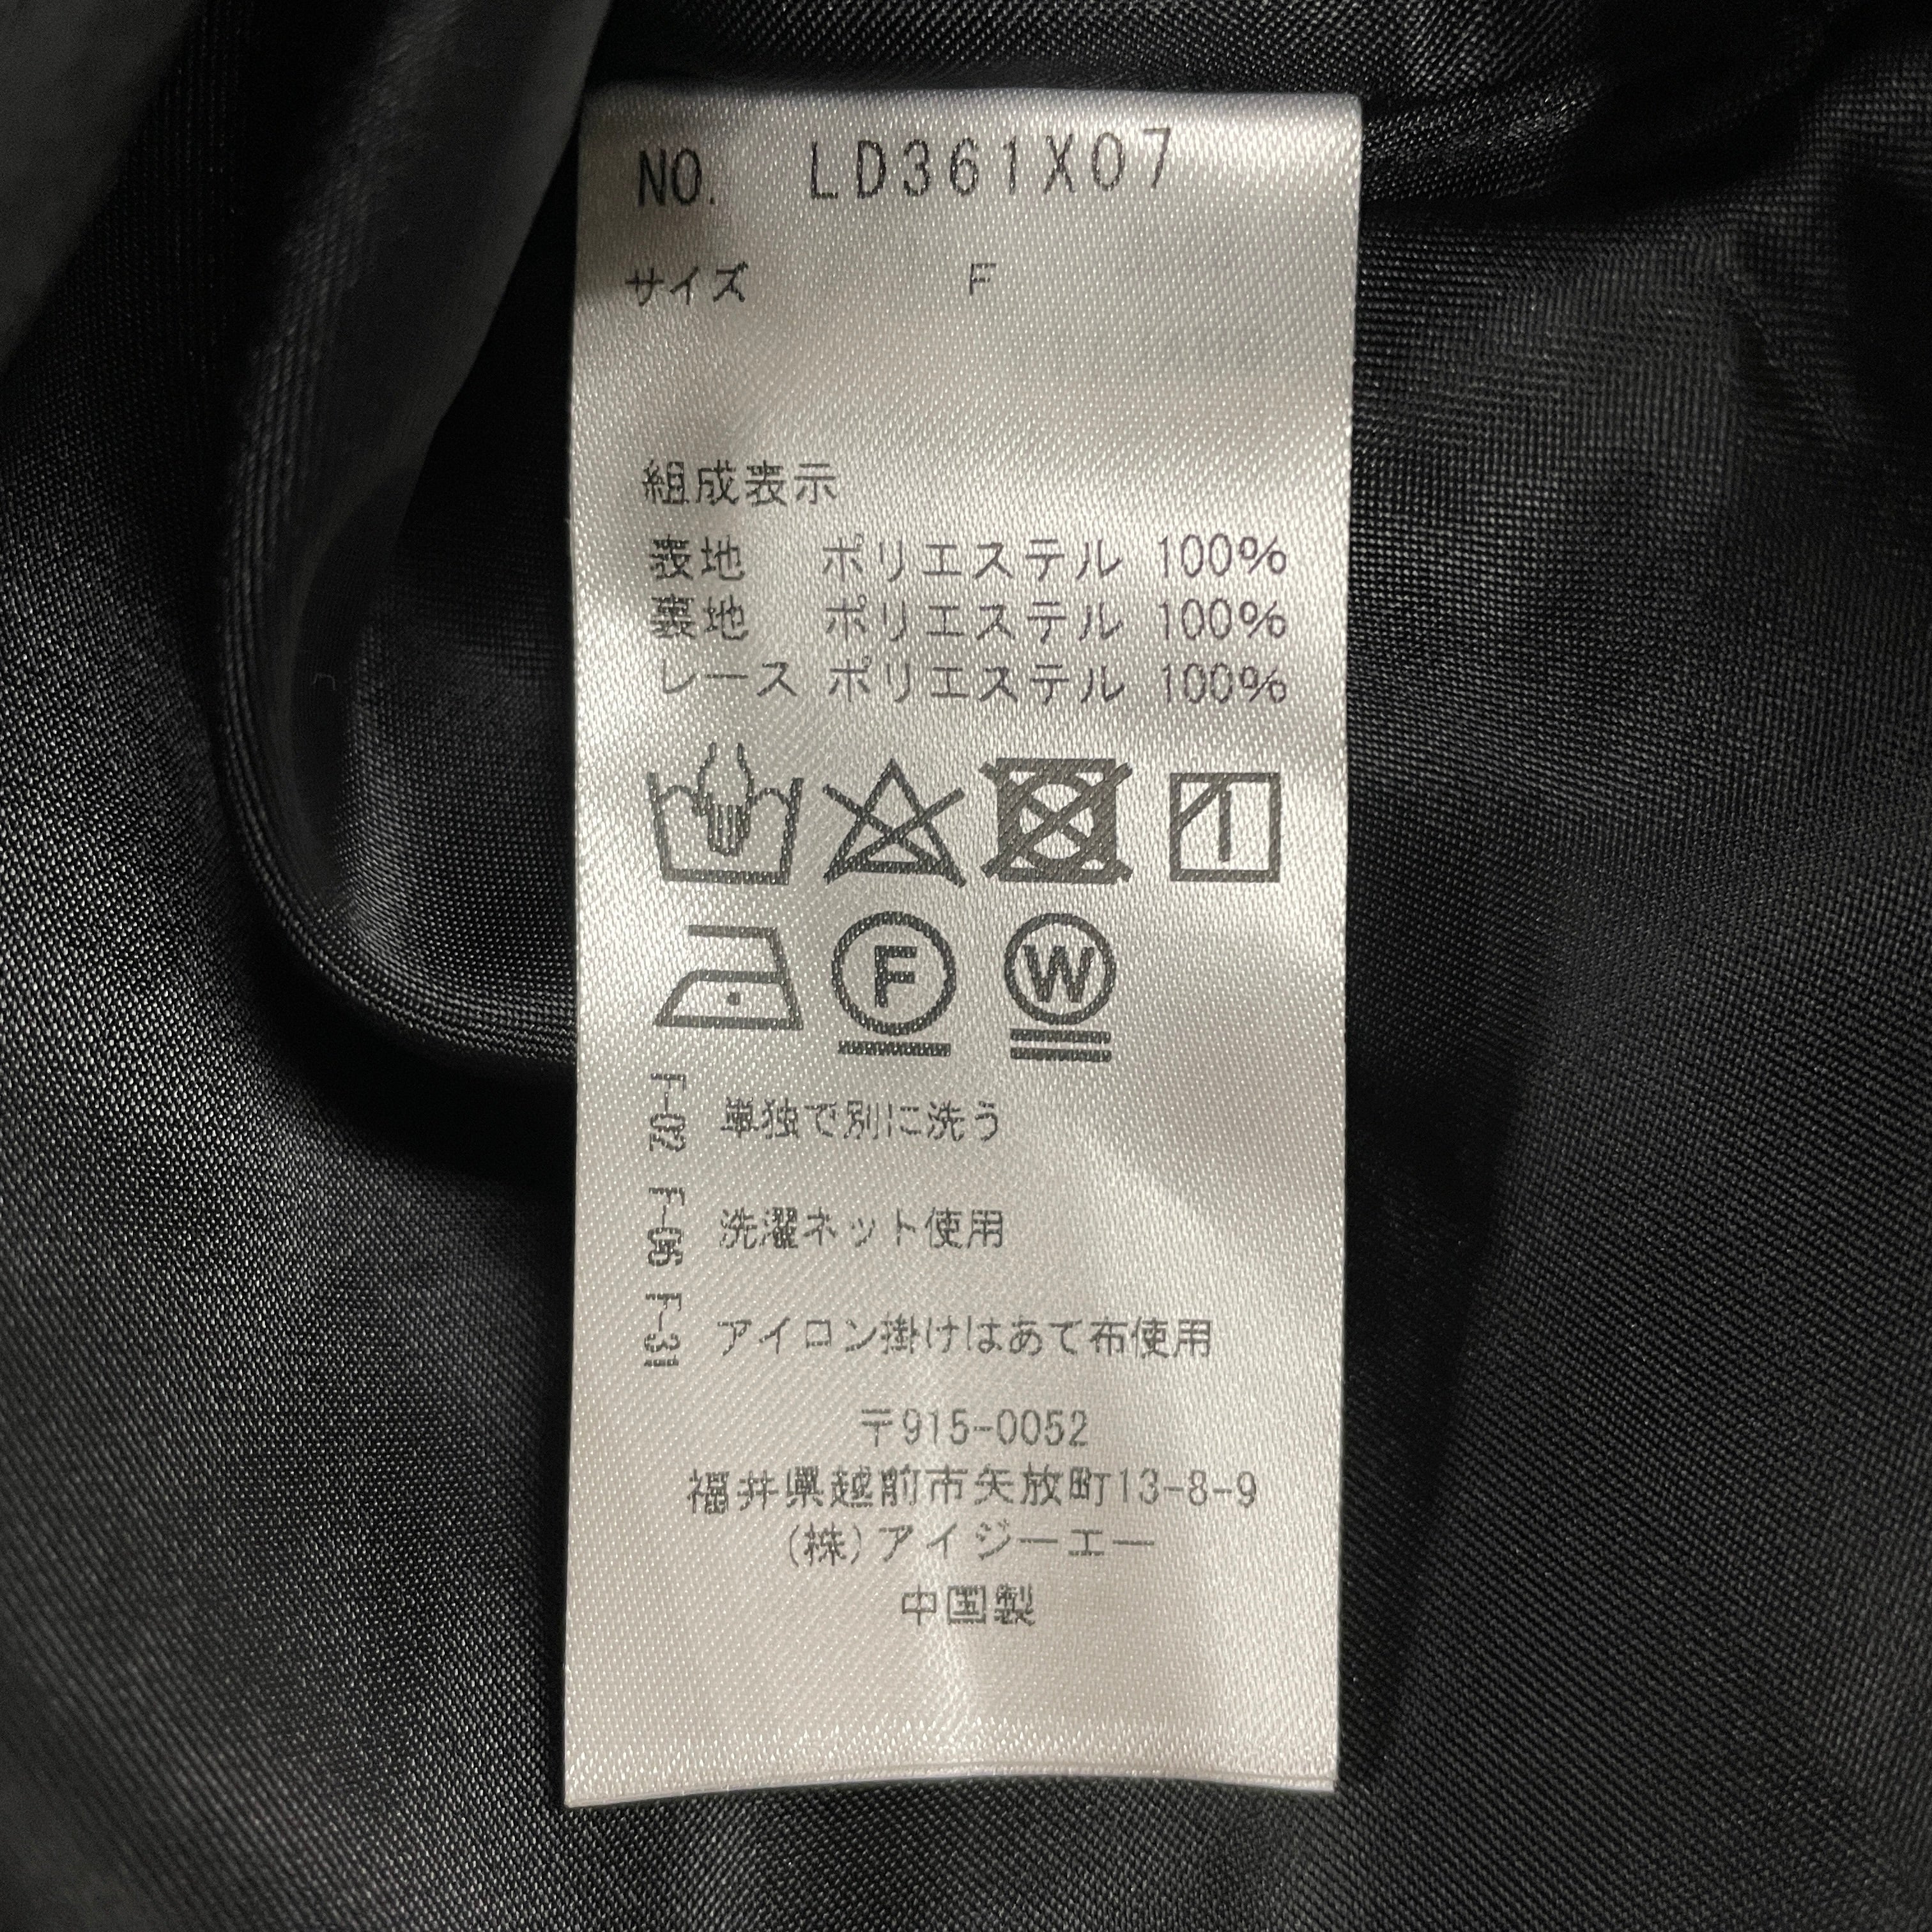 NO. LD361X07
サイズ F
組成表示
表地 ポリエステル 100%
裏地 ポリエステル 100%
レース ポリエステル 100%
F W
F-02 単独で別に洗う
F-06 洗濯ネット使用
F-31 アイロン掛けはあて布使用
〒915-0052
福井県越前市矢放町13-8-9
(株)アイジーエー
中国製